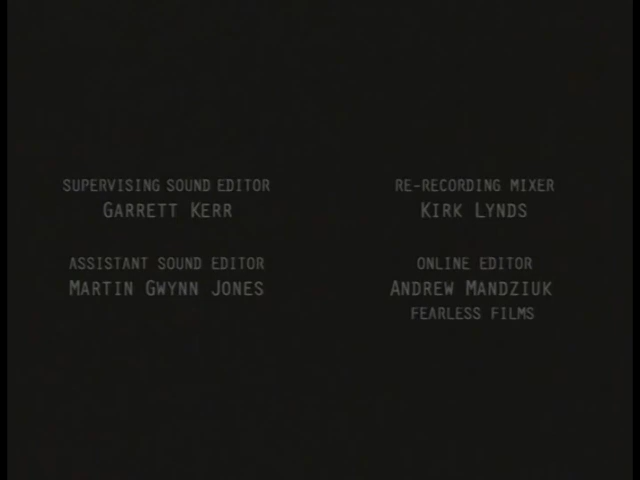 SUPERVISING SOUND EDITOR
GARRETT KERR
ASSISTANT SOUND EDITOR
MARTIN GWYNN JONES
RE-RECORDING MIXER
KIRK LYNDS
ONLINE EDITOR
ANDREW MANDZIUK
FEARLESS FILMS